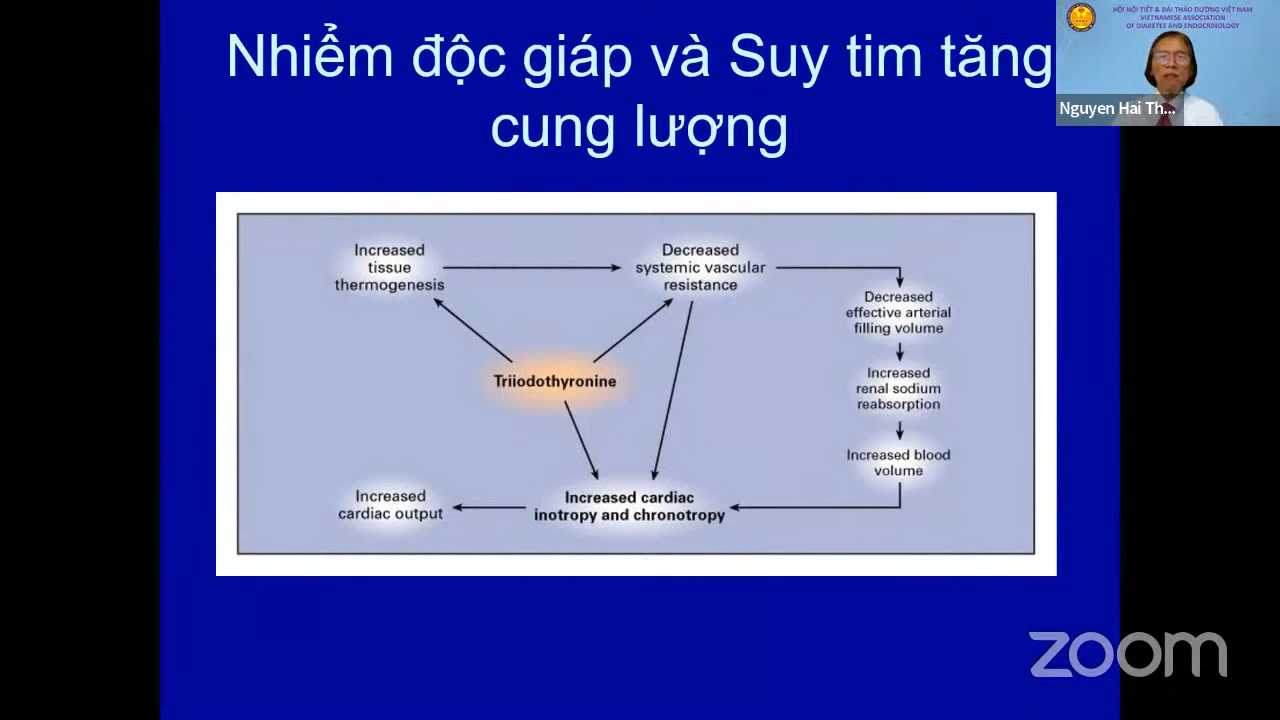 Nhiểm độc giáp và Suy tim tăng
cung lượng
HỘI NỘI TIẾT & ĐÁI THÁO ĐƯỜNG VIỆT NAM
VIETNAMESE ASSOCIATION
OF DIABETES AND ENDOCRINOLOGY
Nguyen Hai Th...
Increased
tissue
thermogenesis
Decreased
systemic vascular
resistance
Decreased
effective arterial
filling volume
Triiodothyronine
Increased
renal sodium
reabsorption
Increased blood
volume
Increased
cardiac output
Increased cardiac
inotropy and chronotropy
zoom